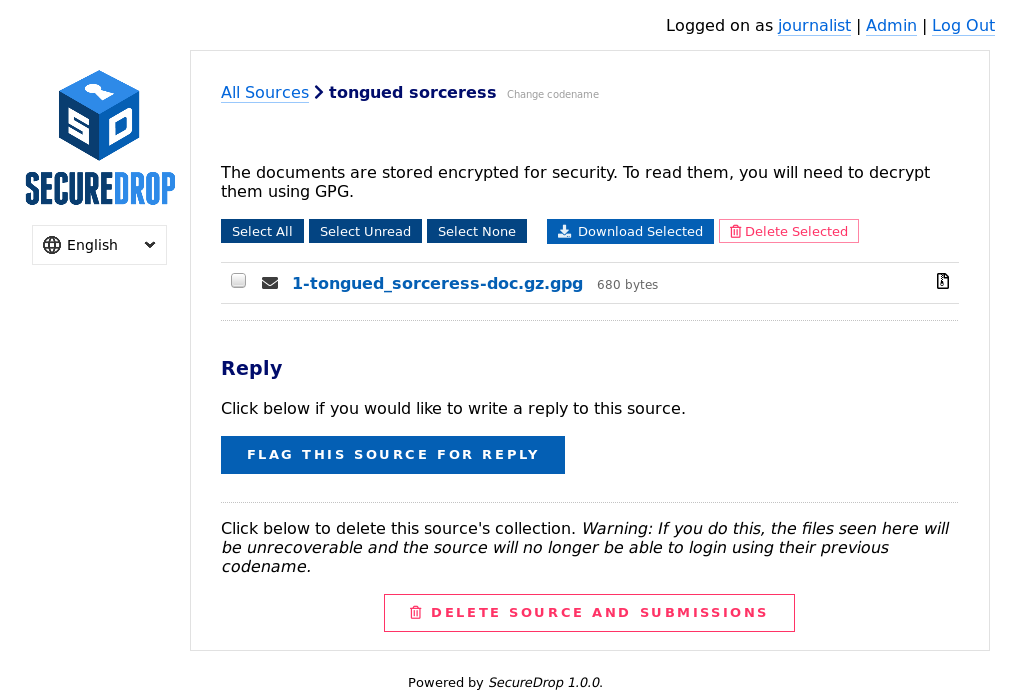 Logged on as journalist | Admin | Log Out
SECUREDROP
English
All Sources tongued sorceress Change codename
The documents are stored encrypted for security. To read them, you will need to decrypt
them using GPG.
Select All Select Unread Select None Download Selected Delete Selected
1-tongued_sorceress-doc.gz.gpg 680 bytes
Reply
Click below if you would like to write a reply to this source.
FLAG THIS SOURCE FOR REPLY
Click below to delete this source's collection. Warning: If you do this, the files seen here will
be unrecoverable and the source will no longer be able to login using their previous
codename.
DELETE SOURCE AND SUBMISSIONS
Powered by SecureDrop 1.0.0.